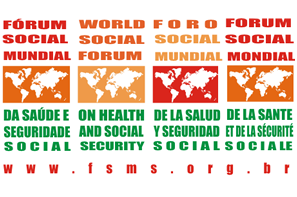 FÓRUM
SOCIAL
MUNDIAL
DA SAÚDE E
SEGURIDADE
SOCIAL
WORLD
SOCIAL
FORUM
ON HEALTH
AND SOCIAL
SECURITY
FORO
SOCIAL
MUNDIAL
DE LA SALUD
Y SEGURIDAD
SOCIAL
FORUM
SOCIAL
MONDIAL
DE LA SANTE
ET DE LA SÉCURITÉ
SOCIALE
www.fsms.org.br